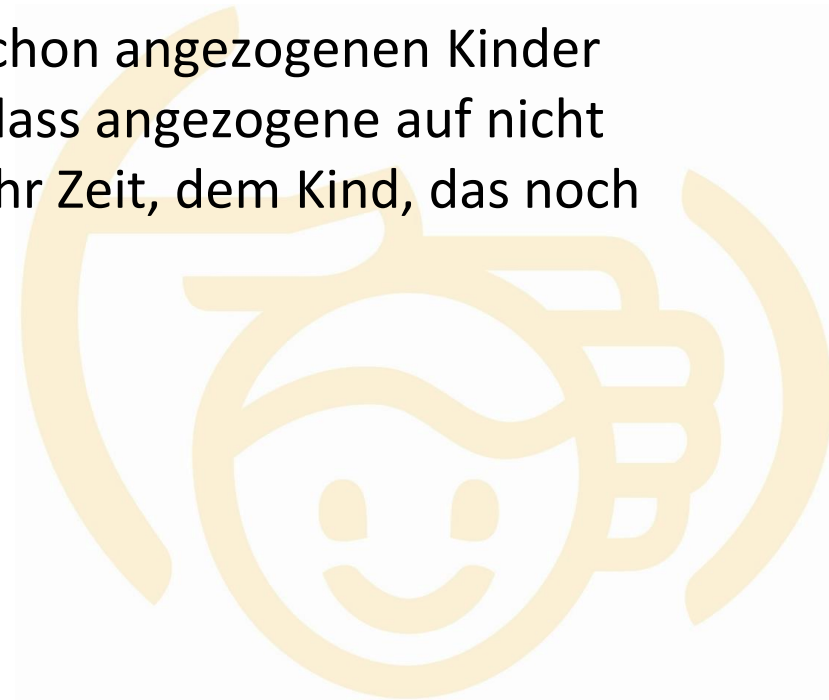 chon angezogenen Kinder
lass angezogene auf nicht
hr Zeit, dem Kind, das noch